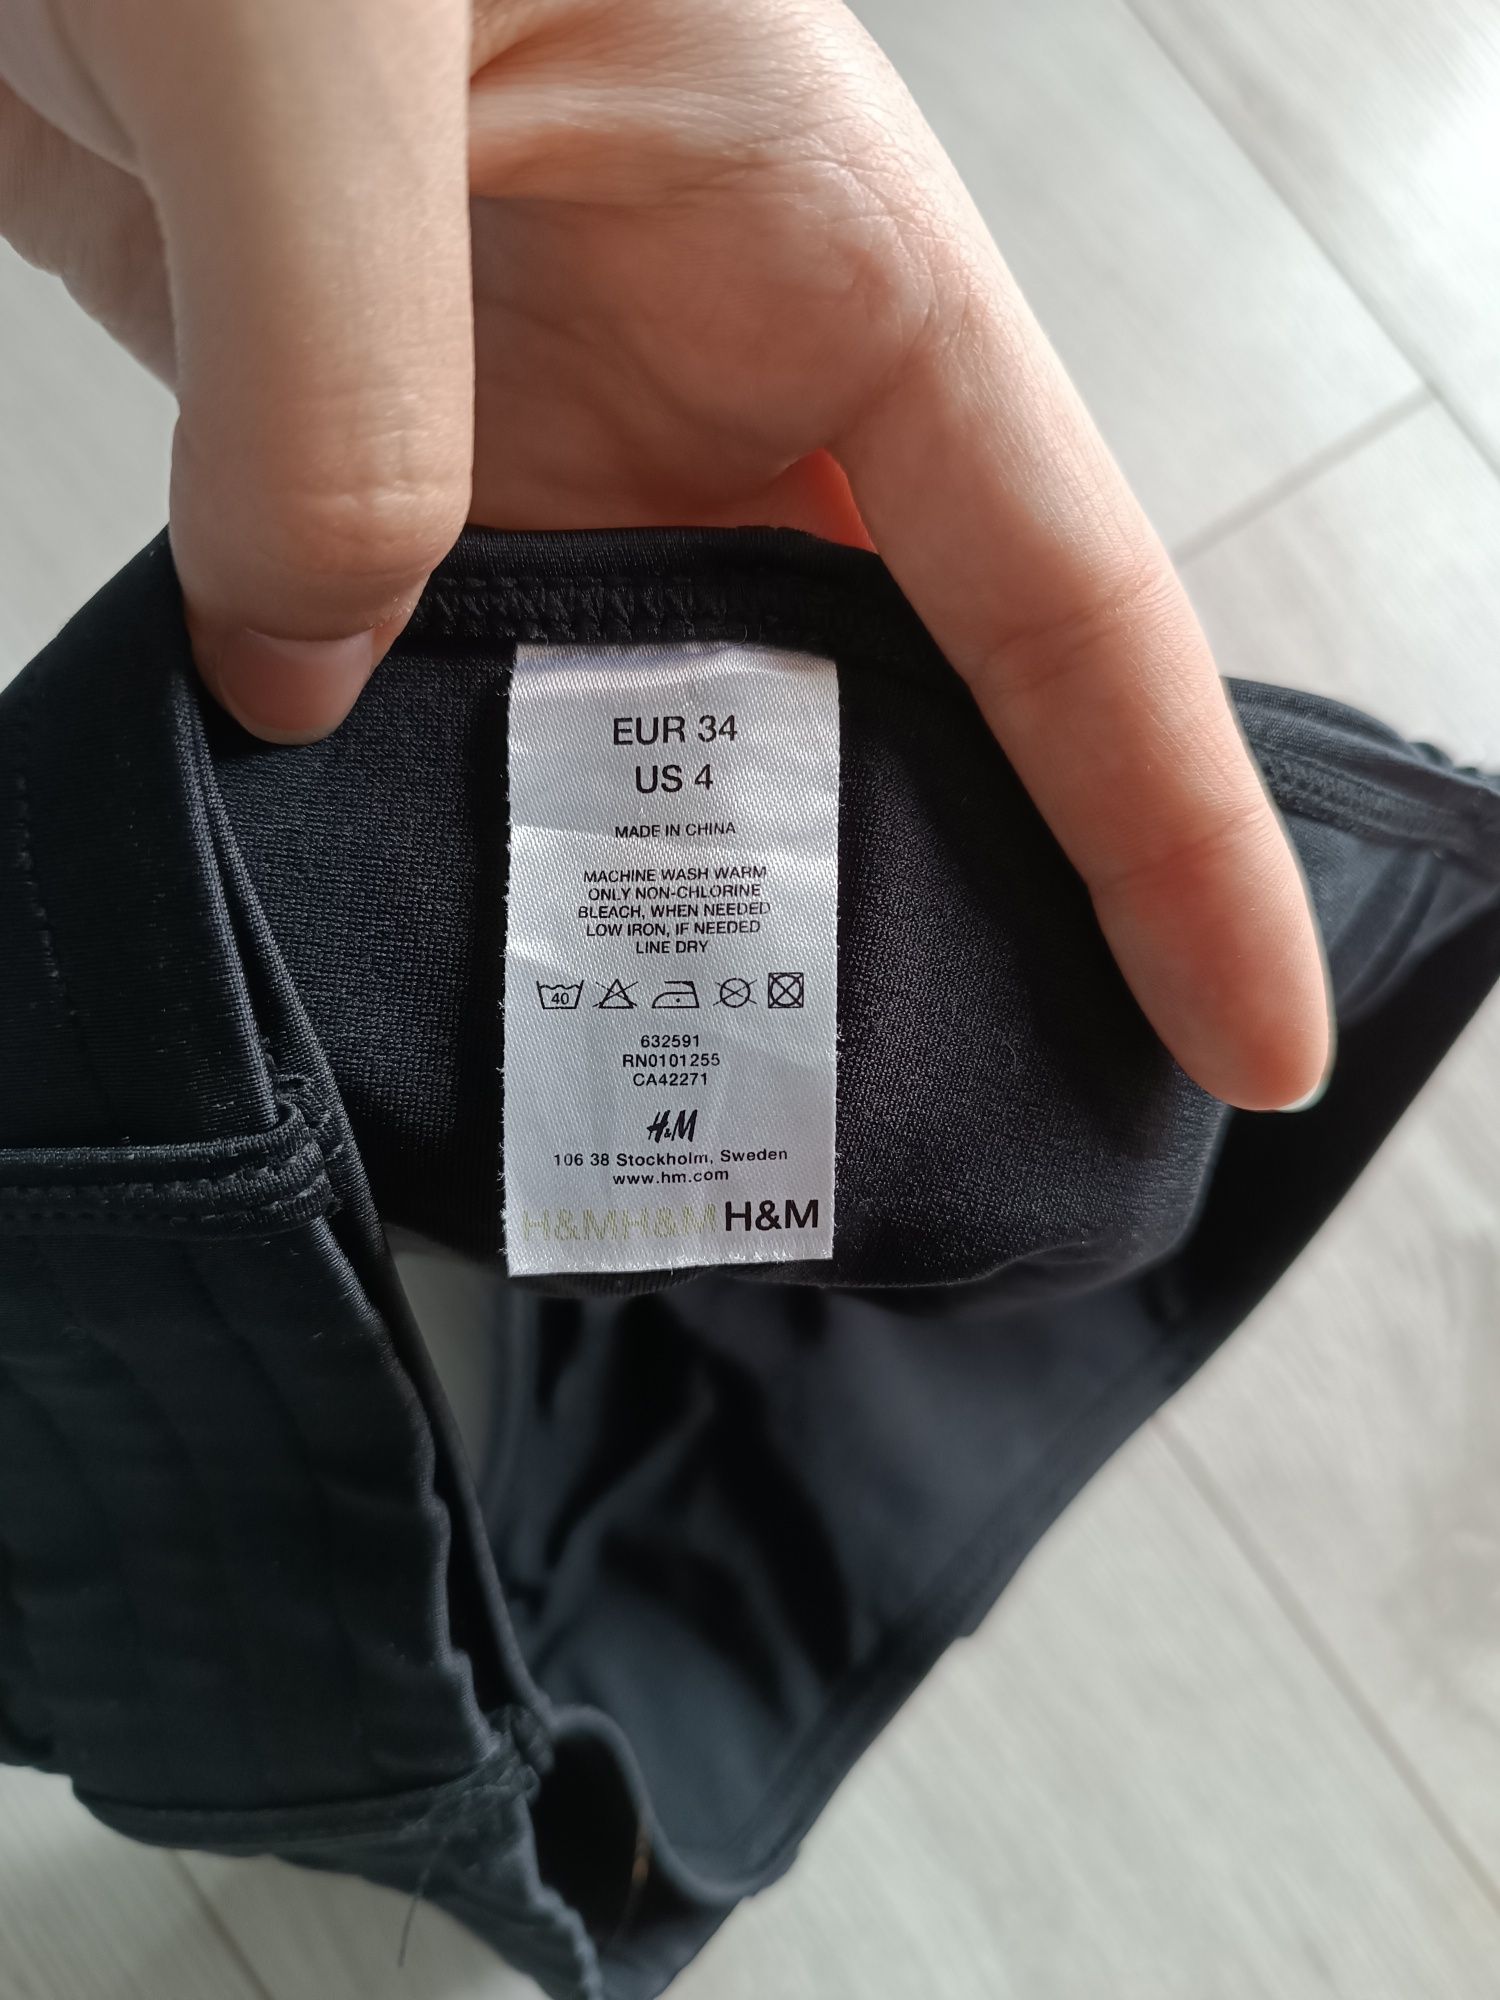 EUR 34
US 4
MADE IN CHINA
MACHINE WASH WARM
ONLY NON-CHLORINE
BLEACH, WHEN NEEDED
LOW IRON, IF NEEDED
LINE DRY
40
632591
RN0101255
CA42271
H&M
106 38 Stockholm, Sweden
www.hm.com
H&MH&M H&M